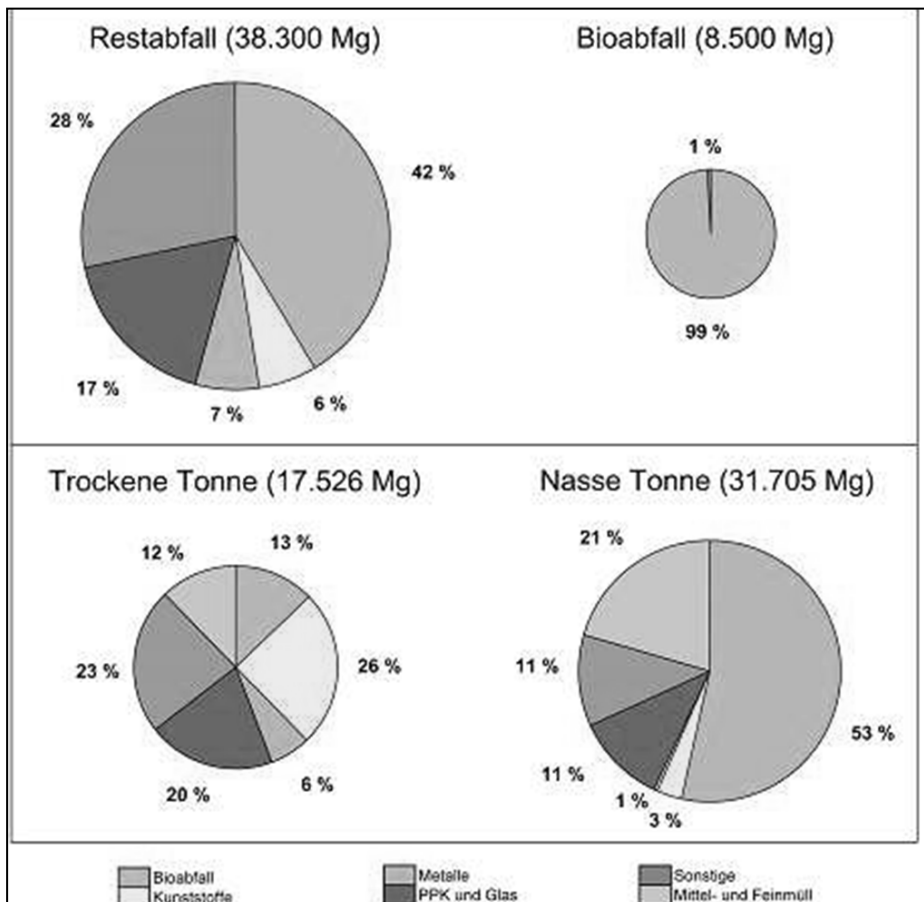 Restabfall (38.300 Mg)
28 %
42 %
17 %
7 %
6 %
Bioabfall (8.500 Mg)
1 %
99 %
Trockene Tonne (17.526 Mg)
12 %
13 %
23 %
26 %
20 %
6 %
Nasse Tonne (31.705 Mg)
21 %
11 %
53 %
11 %
1 %
3 %
Bioabfall
Metalle
Sonstige
Kunststoffe
PPK und Glas
Mittel- und Feinmüll